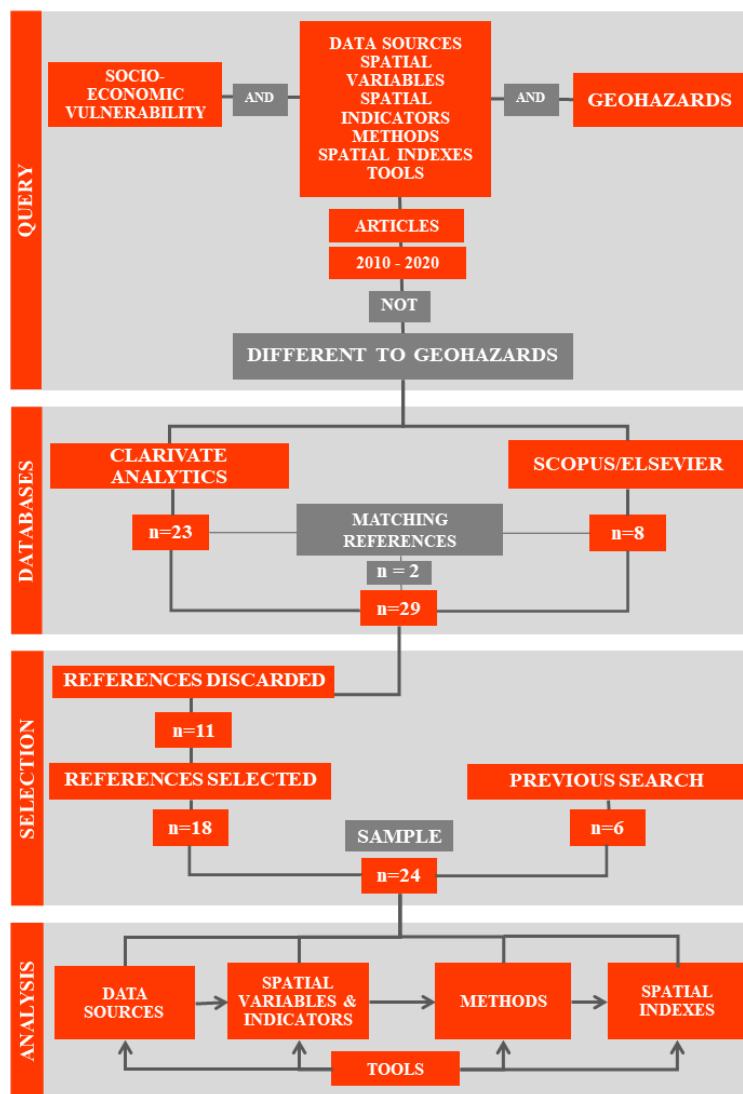 QUERY
SOCIO-
ECONOMIC
VULNERABILITY
AND
DATA SOURCES
SPATIAL
VARIABLES
SPATIAL
INDICATORS
METHODS
SPATIAL INDEXES
TOOLS
AND
GEOHAZARDS
ARTICLES
2010 - 2020
NOT
DIFFERENT TO GEOHAZARDS
DATABASES
CLARIVATE
ANALYTICS
SCOPUS/ELSEVIER
n=23
MATCHING
REFERENCES
n=8
n = 2
n=29
SELECTION
REFERENCES DISCARDED
n=11
REFERENCES SELECTED
PREVIOUS SEARCH
n=18
SAMPLE
n=6
n=24
ANALYSIS
DATA
SOURCES
SPATIAL
VARIABLES &
INDICATORS
METHODS
SPATIAL
INDEXES
TOOLS